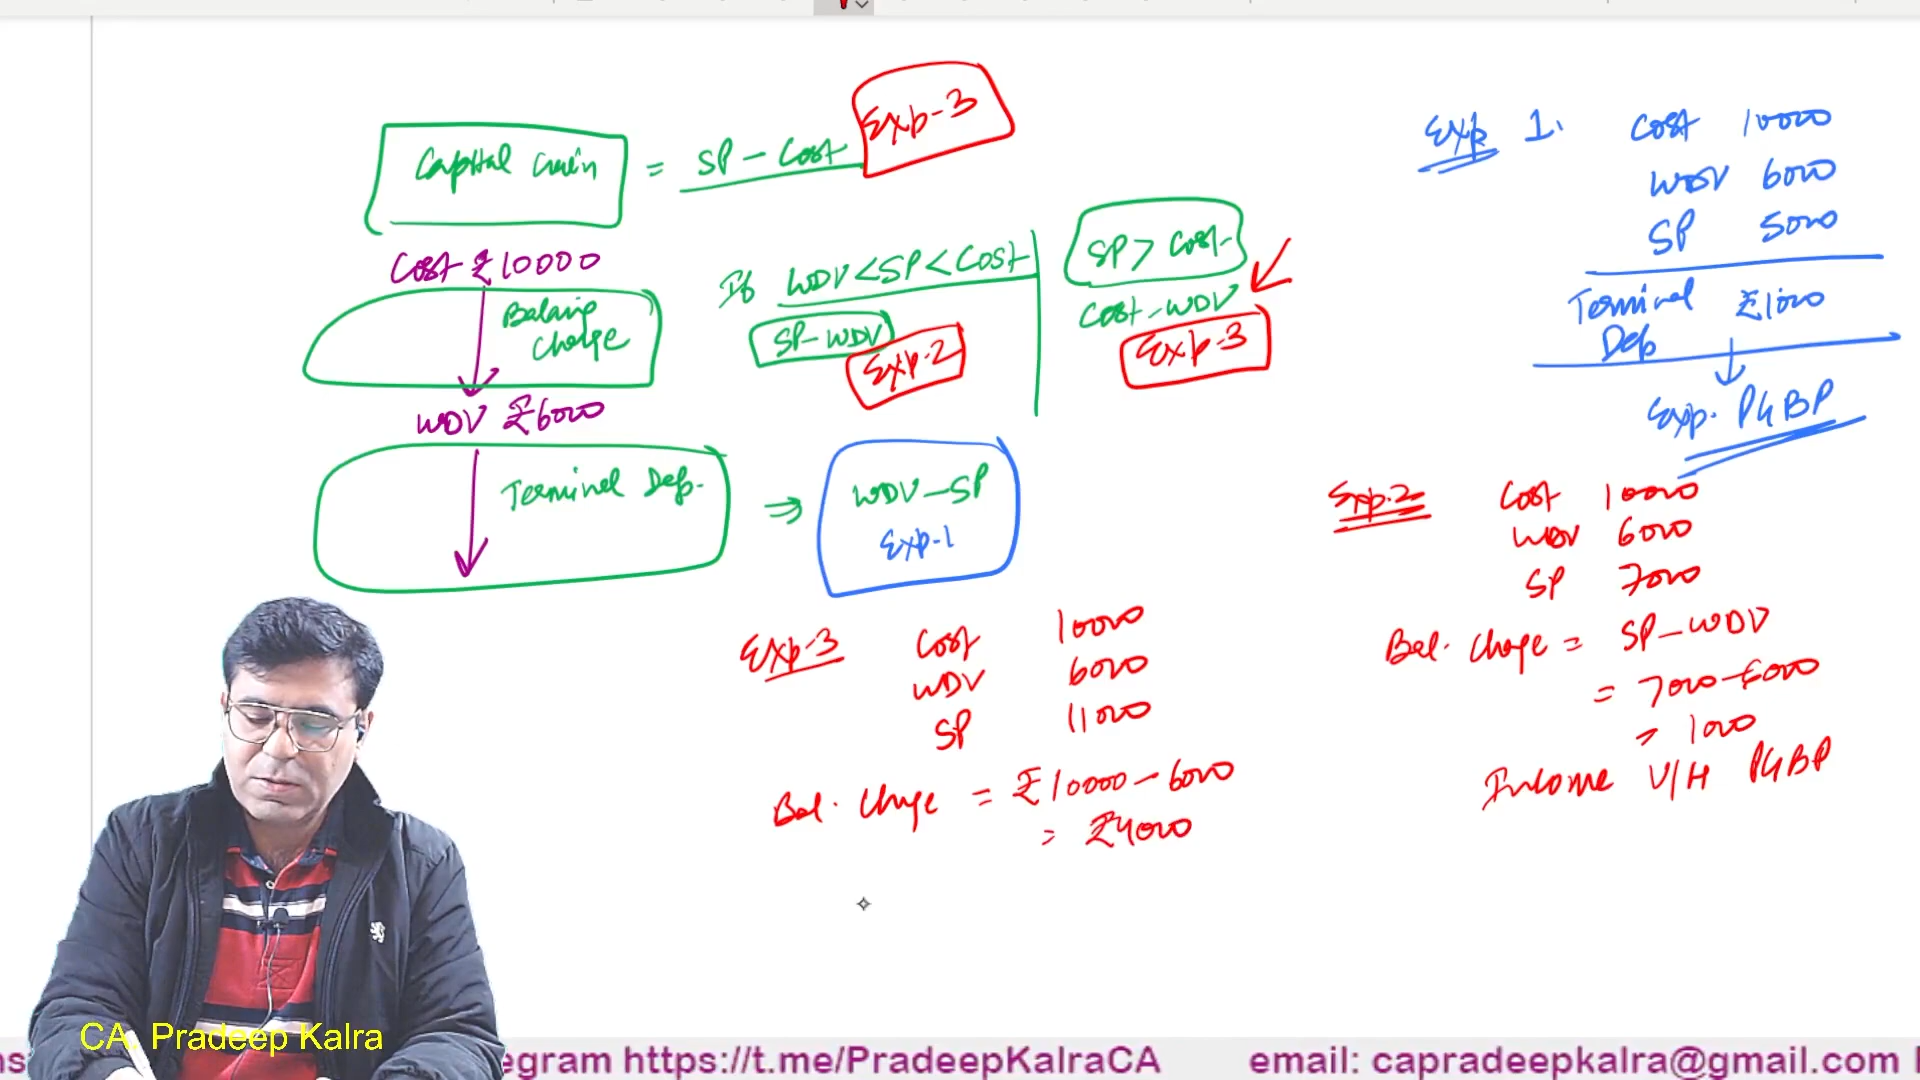 Capital Gain = SP - Cost
Exp-3
Cost ₹10000
Balancing
Charge
If WDV<SP<Cost
SP-WDV
Exp-2
SP > Cost
Cost-WDV
Exp-3
WDV ₹6000
Terminal Dep.
⇒
WDV-SP
Exp-1
Exp 1.
Cost 10000
WDV 6000
SP 5000
Terminal
Dep
₹1000
Exp. PGBP
Exp.2
Cost 10000
WDV 6000
SP 7000
Bal. Charge = SP-WDV
= 7000-6000
= 1000
Income U/H PGBP
Exp-3
Cost 10000
WDV 6000
SP 11000
Bal. Charge = ₹10000-6000
= ₹4000
CA. Pradeep Kalra
egram https://t.me/PradeepKalraCA email: capradeepkalra@gmail.com